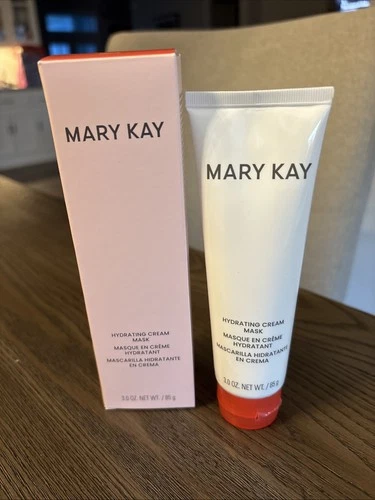 MARY KAY
HYDRATING CREAM
MASK
MASQUE EN CRÈME
HYDRATANT
MASCARILLA HIDRATANTE
EN CREMA
3.0 OZ. NET WT. / 85 g
MARY KAY
HYDRATING CREAM
MASK
MASQUE EN CRÈME
HYDRATANT
MASCARILLA HIDRATANTE
EN CREMA
3.0 OZ. NET WT. / 85 g